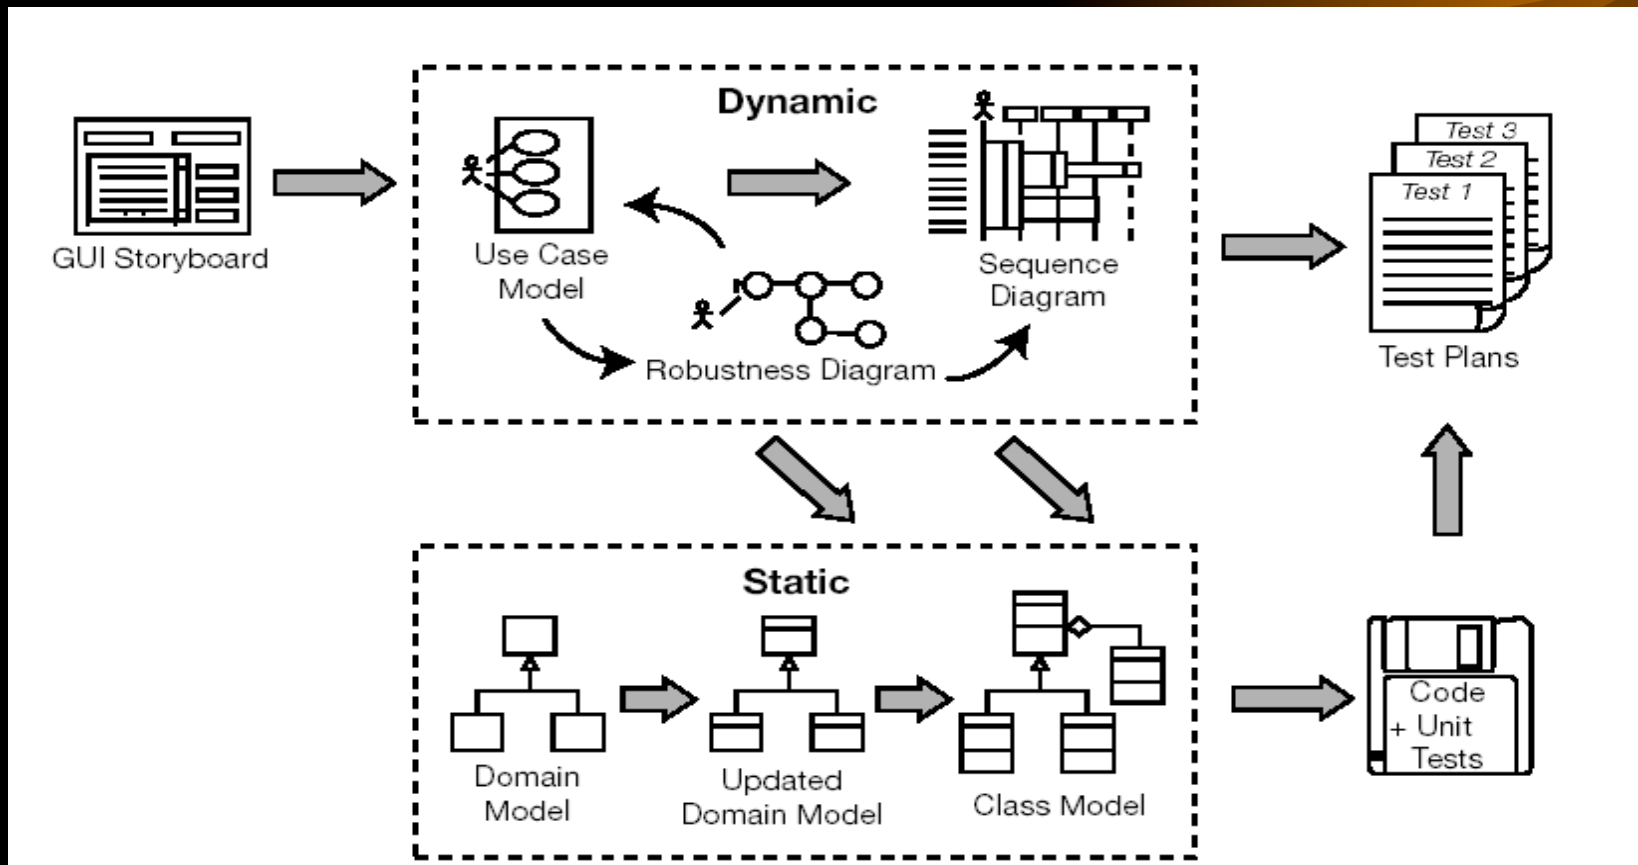 Dynamic
GUI Storyboard
Use Case
Model
Robustness Diagram
Sequence
Diagram
Test 3
Test 2
Test 1
Test Plans
Static
Domain
Model
Updated
Domain Model
Class Model
Code
+ Unit
Tests